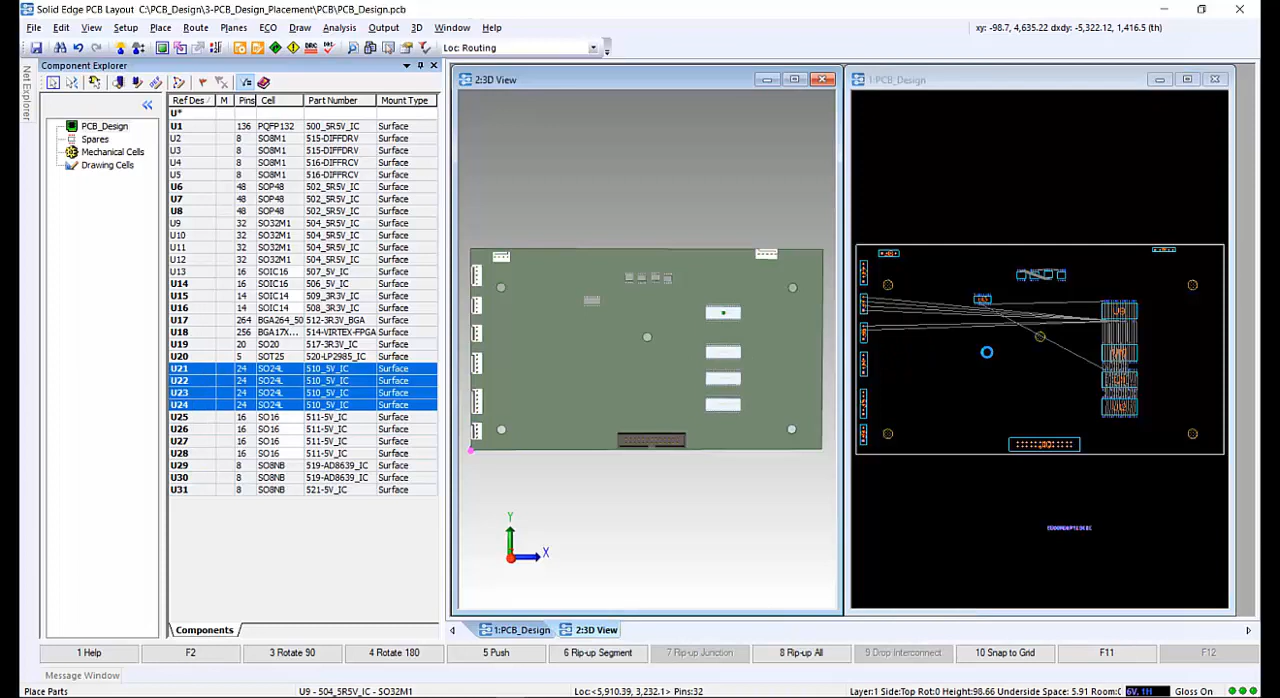 Solid Edge PCB Layout C:\PCB_Design\3-PCB_Design_Placement\PCB\PCB_Design.pcb
File Edit View Setup Place Route Planes ECO Draw Analysis Output 3D Window Help
xy: -98.7, 4,635.22 dxdy: -5,322.12 , 1,416.5 (th)
Loc: Routing
Component Explorer
Net Explorer
PCB_Design
Spares
Mechanical Cells
Drawing Cells
Ref Des M Pins Cell Part Number Mount Type
U*
U1 136 PQFP132 500_5R5V_IC Surface
U2 8 SO8M1 515-DIFFDRV Surface
U3 8 SO8M1 515-DIFFDRV Surface
U4 8 SO8M1 516-DIFFRCV Surface
U5 8 SO8M1 516-DIFFRCV Surface
U6 48 SOP48 502_5R5V_IC Surface
U7 48 SOP48 502_5R5V_IC Surface
U8 48 SOP48 502_5R5V_IC Surface
U9 32 SO32M1 504_5R5V_IC Surface
U10 32 SO32M1 504_5R5V_IC Surface
U11 32 SO32M1 504_5R5V_IC Surface
U12 32 SO32M1 504_5R5V_IC Surface
U13 16 SOIC16 507_5V_IC Surface
U14 16 SOIC16 506_5V_IC Surface
U15 14 SOIC14 509_3R3V_IC Surface
U16 14 SOIC14 508_3R3V_IC Surface
U17 264 BGA264_50 512-3R3V_BGA Surface
U18 256 BGA17X... 514-VIRTEX-FPGA Surface
U19 20 SO20 517-3R3V_IC Surface
U20 5 SOT25 520-LP2985_IC Surface
U21 24 SO24L 510_5V_IC Surface
U22 24 SO24L 510_5V_IC Surface
U23 24 SO24L 510_5V_IC Surface
U24 24 SO24L 510_5V_IC Surface
U25 16 SO16 511-5V_IC Surface
U26 16 SO16 511-5V_IC Surface
U27 16 SO16 511-5V_IC Surface
U28 16 SO16 511-5V_IC Surface
U29 8 SO8NB 519-AD8639_IC Surface
U30 8 SO8NB 519-AD8639_IC Surface
U31 8 SO8NB 521-5V_IC Surface
Components
2:3D View
Y
X
1:PCB_Design
1:PCB_Design 2:3D View
1 Help F2 3 Rotate 90 4 Rotate 180 5 Push 6 Rip-up Segment 7 Rip-up Junction 8 Rip-up All 9 Drop Interconnect 10 Snap to Grid F11 F12
Message Window
Place Parts U9 - 504_5R5V_IC - SO32M1 Loc:<5,910.39, 3,232.1> Pins:32 Layer:1 Side:Top Rot:0 Height:98.66 Underside Space: 5.91 Room:( 6V, 1H Gloss On